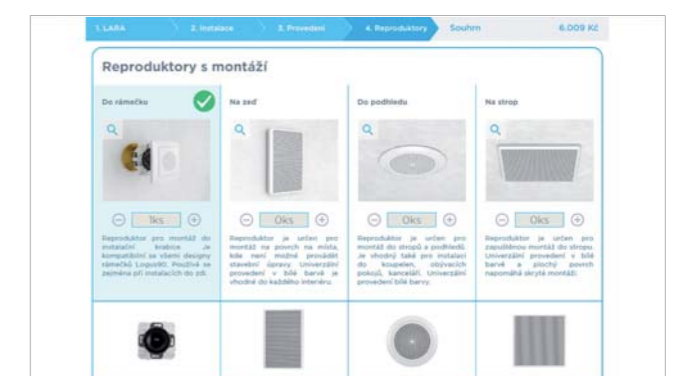 1. LARA 2. Instalace 3. Provedení 4. Reproduktory Souhrn 6.009 Kč
Reproduktory s montáží
Do rámečku
Na zeď
Do podhledu
Na strop
1ks
0ks
0ks
0ks
Reproduktor pro montáž do
instalační krabice. Je
kompatibilní se všemi designy
rámečků Logus90. Používá se
zejména při instalacích do zdi.
Reproduktor je určen pro
montáž na povrch na místa,
kde není možné provádět
stavební úpravy. Univerzální
provedení v bílé barvě je
vhodné do každého interiéru.
Reproduktor je určen pro
montáž do stropů a podhledů.
Je vhodný také pro instalaci
do koupelen, obývacích
pokojů, kanceláří. Univerzální
provedení bílé barvy.
Reproduktor je určen pro
zapuštěnou montáž do stropu.
Univerzální provedení v bílé
barvě a plochý povrch
napomáhá skryté montáži.